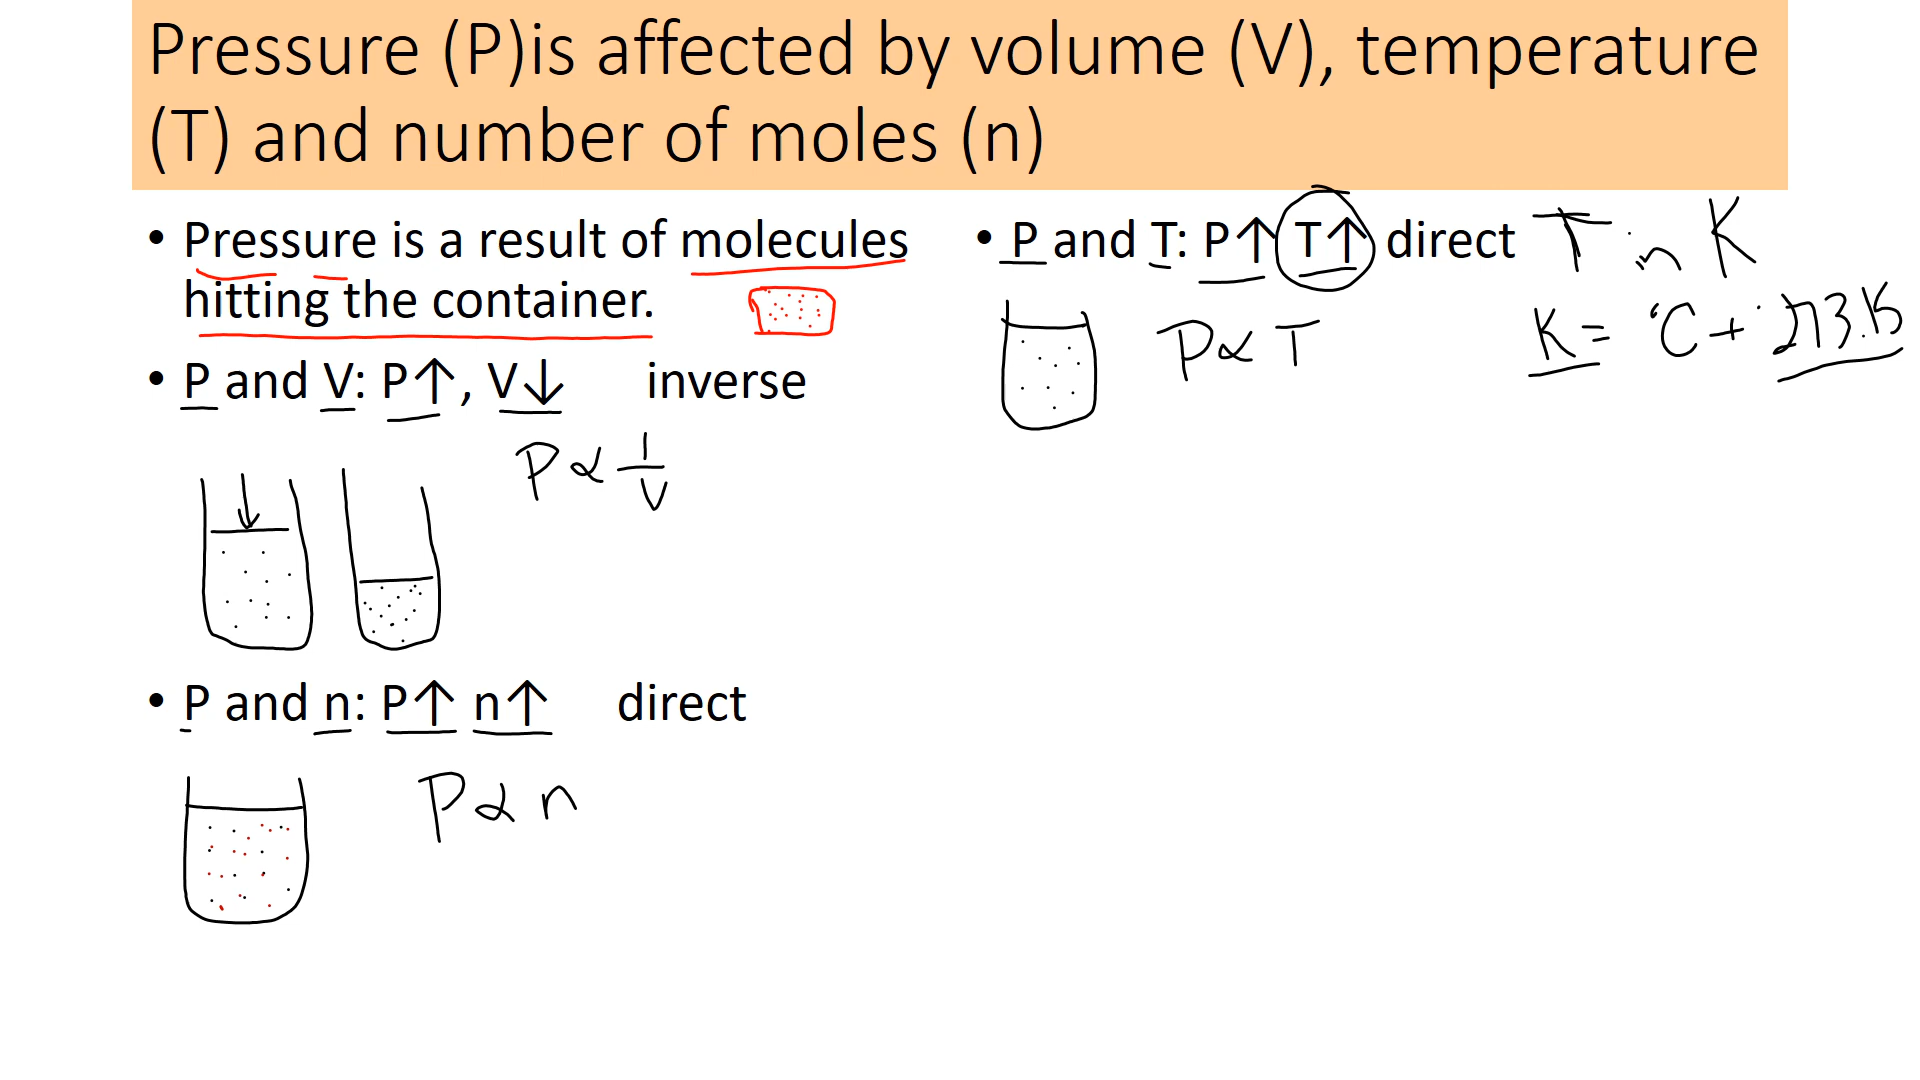 Pressure (P)is affected by volume (V), temperature
(T) and number of moles (n)
• Pressure is a result of molecules
hitting the container.
• P and V: P↑, V↓ inverse
P ∝ 1/V
• P and n: P↑ n↑ direct
P ∝ n
• P and T: P↑ T↑ direct
T in K
P ∝ T
K = °C + 273.15